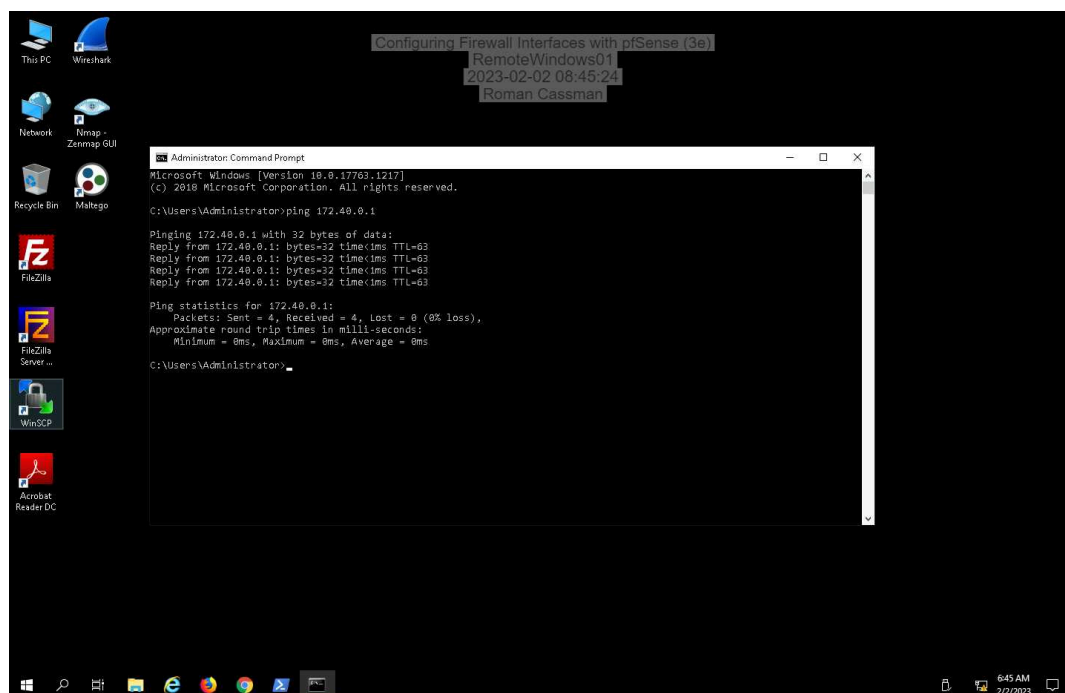 Configuring Firewall Interfaces with pfSense (3e)
RemoteWindows01
2023-02-02 08:45:24
Roman Cassman
This PC
Wireshark
Network
Nmap -
Zenmap GUI
Recycle Bin
Maltego
FileZilla
FileZilla
Server ...
WinSCP
Acrobat
Reader DC
Administrator: Command Prompt
Microsoft Windows [Version 10.0.17763.1217]
(c) 2018 Microsoft Corporation. All rights reserved.
C:\Users\Administrator>ping 172.40.0.1
Pinging 172.40.0.1 with 32 bytes of data:
Reply from 172.40.0.1: bytes=32 time<1ms TTL=63
Reply from 172.40.0.1: bytes=32 time<1ms TTL=63
Reply from 172.40.0.1: bytes=32 time<1ms TTL=63
Reply from 172.40.0.1: bytes=32 time<1ms TTL=63
Ping statistics for 172.40.0.1:
Packets: Sent = 4, Received = 4, Lost = 0 (0% loss),
Approximate round trip times in milli-seconds:
Minimum = 0ms, Maximum = 0ms, Average = 0ms
C:\Users\Administrator>
6:45 AM
2/2/2023